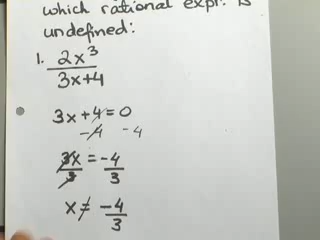 which rational expr. is
undefined:
1. 2x³
3x+4
3x+4=0
-4 -4
3x = -4
3 3
x ≠ -4
3